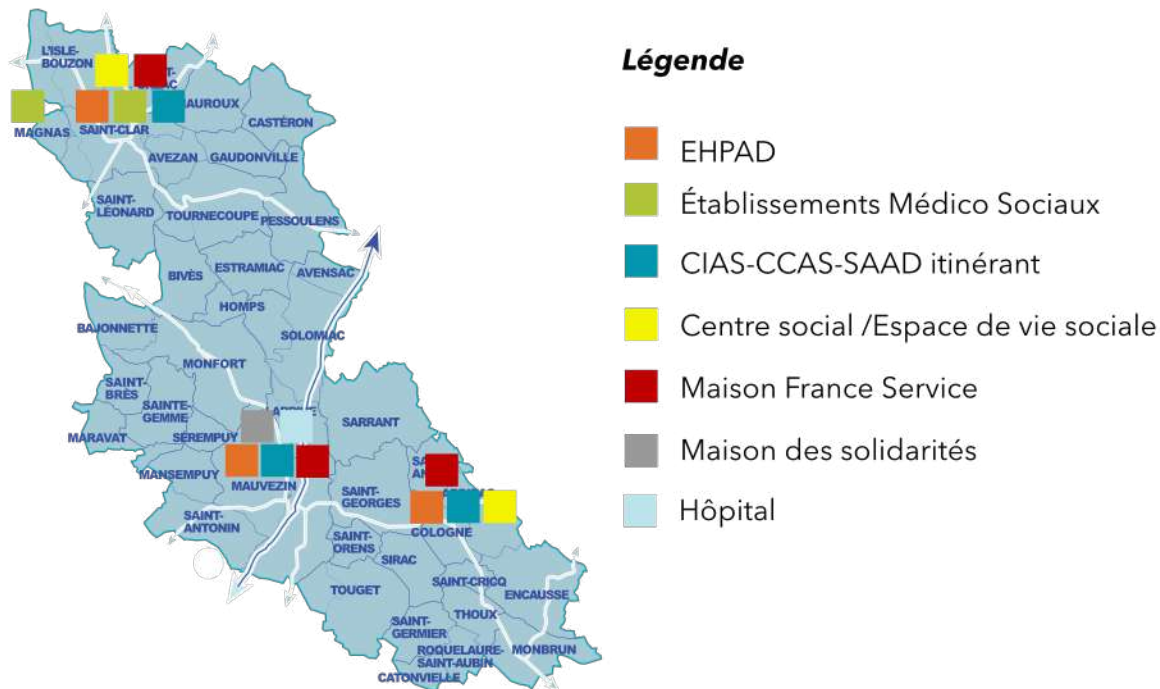 L'ISLE-
BOUZON
AUROUX
MAGNAS
SAINT-CLAR
CASTÉRON
AVEZAN
GAUDONVILLE
SAINT-
LÉONARD
TOURNECOUPE
PESSOULENS
BIVÈS
ESTRAMIAC
AVENSAC
HOMPS
BAJONNETTE
SOLOMIAC
MONFORT
SAINT-
BRÈS
SAINTE-
GEMME
SARRANT
MARAVAT
SEREMPUY
MANSEMPUY
MAUVEZIN
SAINT-
GEORGES
SAINT-
ANTONIN
COLOGNE
SAINT-
ORENS
SIRAC
TOUGET
SAINT-CRICQ
ENCAUSSE
THOUX
SAINT-
GERMIER
ROQUELAURE-
SAINT-AUBIN
MONBRUN
CATONVIELLE
Légende
EHPAD
Établissements Médico Sociaux
CIAS-CCAS-SAAD itinérant
Centre social /Espace de vie sociale
Maison France Service
Maison des solidarités
Hôpital